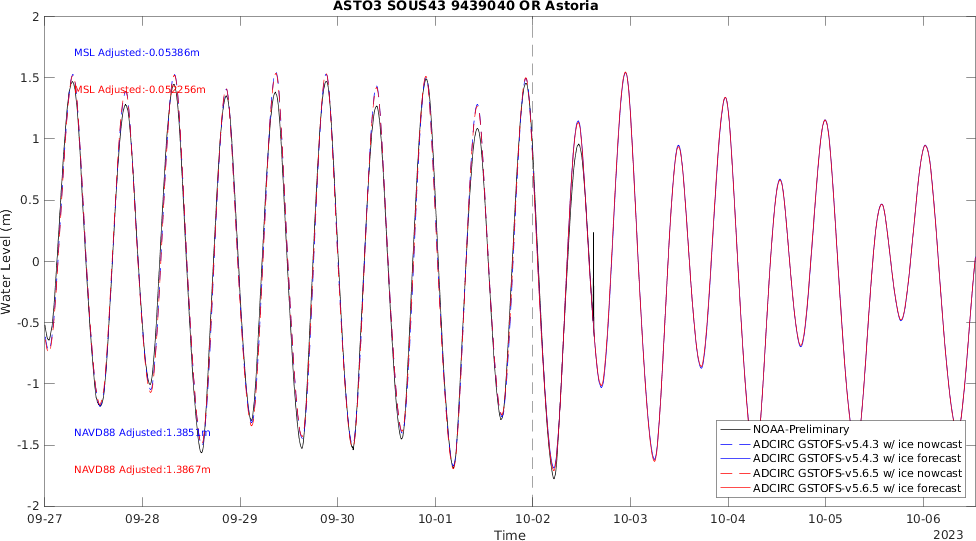 ASTO3 SOUS43 9439040 OR Astoria
2
1.5
1
0.5
0
-0.5
-1
-1.5
-2
Water Level (m)
MSL Adjusted:-0.05386m
MSL Adjusted:-0.052256m
NAVD88 Adjusted:1.3851m
NAVD88 Adjusted:1.3867m
NOAA-Preliminary
ADCIRC GSTOFS-v5.4.3 w/ ice nowcast
ADCIRC GSTOFS-v5.4.3 w/ ice forecast
ADCIRC GSTOFS-v5.6.5 w/ ice nowcast
ADCIRC GSTOFS-v5.6.5 w/ ice forecast
09-27 09-28 09-29 09-30 10-01 10-02 10-03 10-04 10-05 10-06
Time
2023